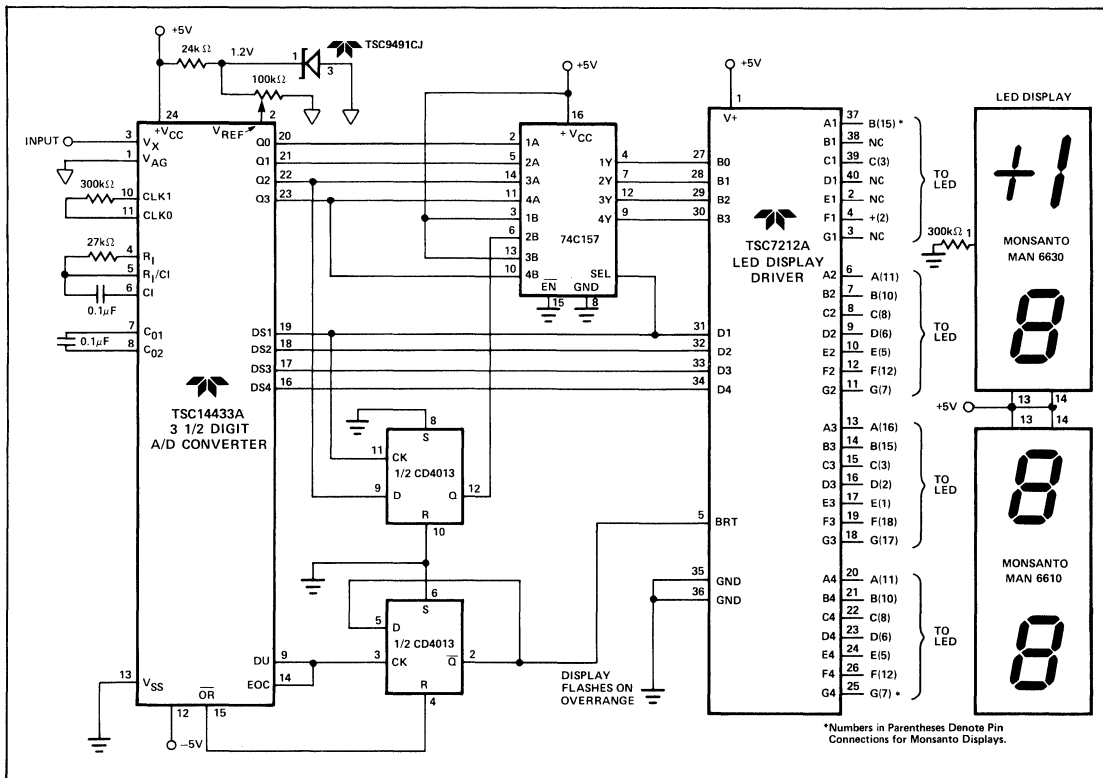 +5V
24kΩ
1.2V
1
3
TSC9491CJ
100kΩ
24
+VCC
2
VREF
INPUT
3
VX
1
VAG
300kΩ
10
CLK1
11
CLK0
27kΩ
4
RI
5
RI/CI
6
CI
0.1μF
7
C01
0.1μF
8
C02
TSC14433A
3 1/2 DIGIT
A/D CONVERTER
Q0
20
Q1
21
Q2
22
Q3
23
DS1
19
DS2
18
DS3
17
DS4
16
DU
9
EOC
14
13
VSS
12
-5V
OR
15
+5V
16
+VCC
2
1A
5
2A
14
3A
11
4A
3
1B
6
2B
13
3B
10
4B
1Y
4
2Y
7
3Y
12
4Y
9
74C157
SEL
EN
15
GND
8
8
S
11
CK
1/2 CD4013
9
D
Q
12
R
10
6
S
5
D
1/2 CD4013
3
CK
Q
2
R
4
DISPLAY
FLASHES ON
OVERRANGE
+5V
1
V+
27
B0
28
B1
29
B2
30
B3
TSC7212A
LED DISPLAY
DRIVER
31
D1
32
D2
33
D3
34
D4
5
BRT
35
GND
36
GND
A1 37 B(15) *
B1 38 NC
C1 39 C(3)
D1 40 NC
E1 2 NC
F1 4 +(2)
G1 3 NC
TO
LED
A2 6 A(11)
B2 7 B(10)
C2 8 C(8)
D2 9 D(6)
E2 10 E(5)
F2 12 F(12)
G2 11 G(7)
TO
LED
A3 13 A(16)
B3 14 B(15)
C3 15 C(3)
D3 16 D(2)
E3 17 E(1)
F3 19 F(18)
G3 18 G(17)
TO
LED
A4 20 A(11)
B4 21 B(10)
C4 22 C(8)
D4 23 D(6)
E4 24 E(5)
F4 26 F(12)
G4 25 G(7) *
TO
LED
LED DISPLAY
+1
300kΩ
1
MONSANTO
MAN 6630
8
13
14
+5V
13
14
8
MONSANTO
MAN 6610
8
*Numbers in Parentheses Denote Pin
Connections for Monsanto Displays.